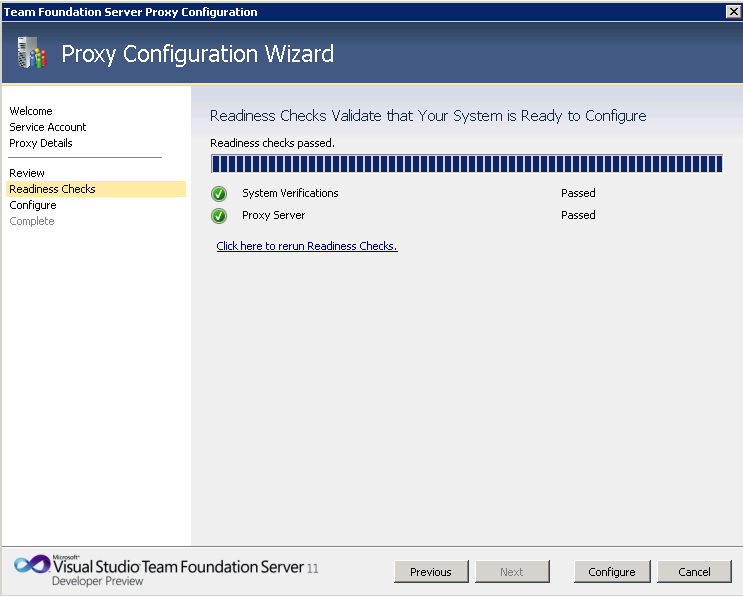 Team Foundation Server Proxy Configuration
Proxy Configuration Wizard
Welcome
Service Account
Proxy Details
Review
Readiness Checks
Configure
Complete
Readiness Checks Validate that Your System is Ready to Configure
Readiness checks passed.
System Verifications Passed
Proxy Server Passed
Click here to rerun Readiness Checks.
Microsoft®
Visual Studio Team Foundation Server 11
Developer Preview
Previous Next Configure Cancel